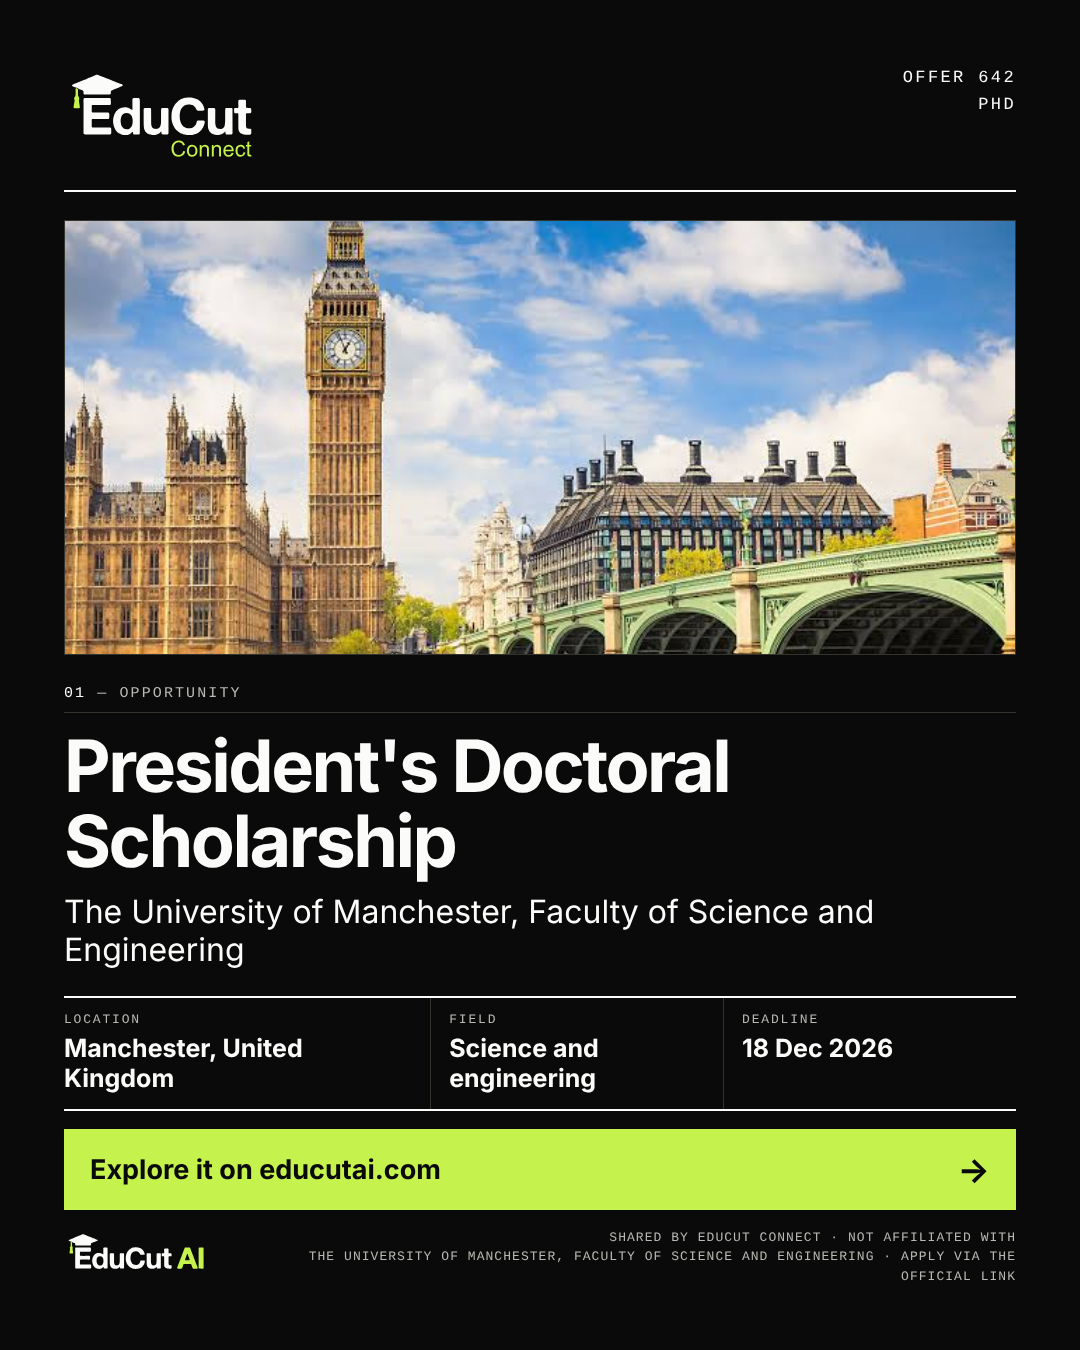 EduCut
Connect
OFFER 642
PHD
01 — OPPORTUNITY
President's Doctoral
Scholarship
The University of Manchester, Faculty of Science and
Engineering
LOCATION
Manchester, United
Kingdom
FIELD
Science and
engineering
DEADLINE
18 Dec 2026
Explore it on educutai.com →
EduCut AI
SHARED BY EDUCUT CONNECT · NOT AFFILIATED WITH
THE UNIVERSITY OF MANCHESTER, FACULTY OF SCIENCE AND ENGINEERING · APPLY VIA THE
OFFICIAL LINK